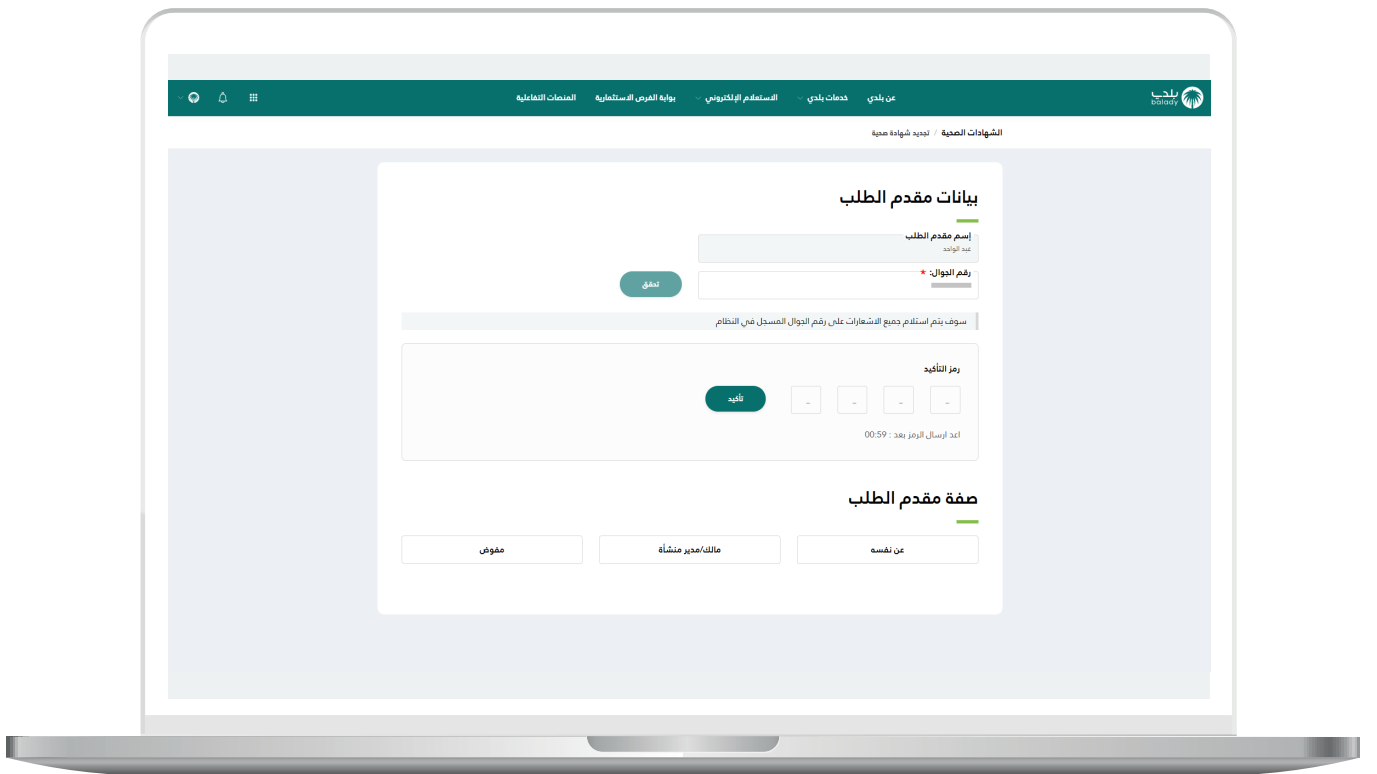 بلدي
balady
عن بلدي
خدمات بلدي
الاستعلام الإلكتروني
بوابة الفرص الاستثمارية
المنصات التفاعلية
الشهادات الصحية / تجديد شهادة صحية
بيانات مقدم الطلب
إسم مقدم الطلب
عبد الواحد
رقم الجوال: *
تحقق
سوف يتم استلام جميع الاشعارات على رقم الجوال المسجل في النظام
رمز التأكيد
_ _ _ _
تأكيد
اعد ارسال الرمز بعد : 00:59
صفة مقدم الطلب
عن نفسه
مالك/مدير منشأة
مفوض